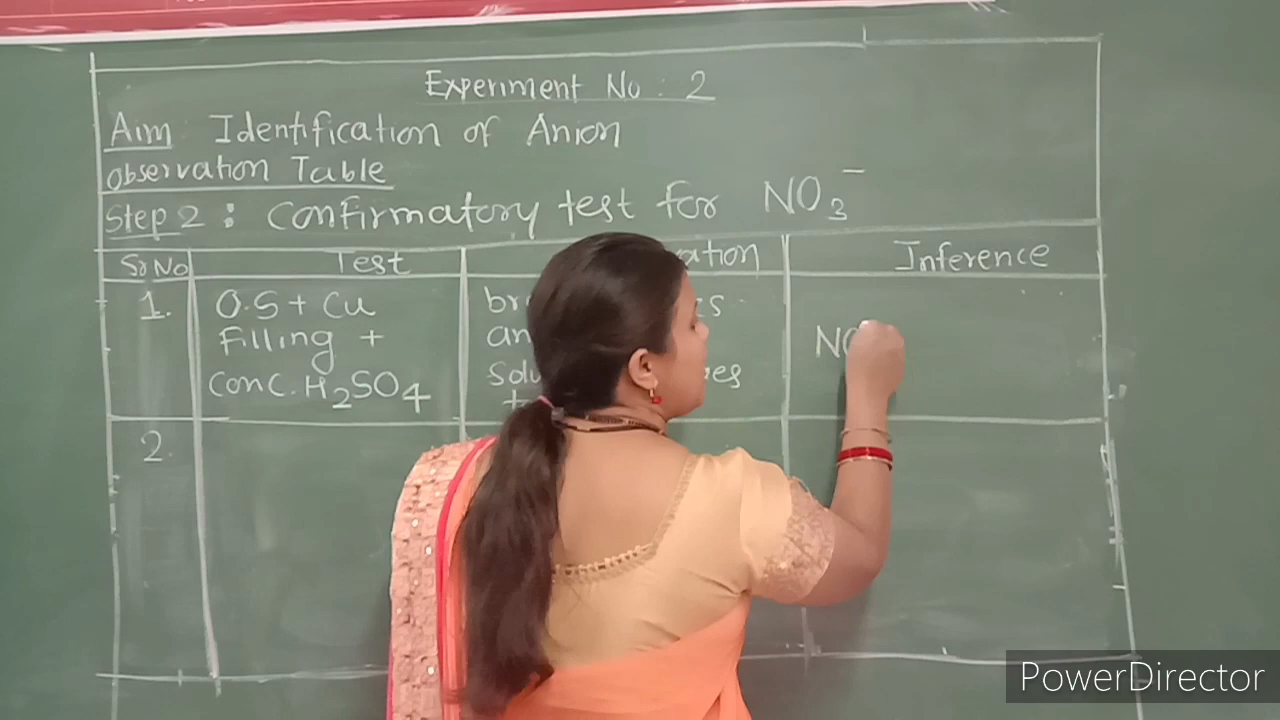 Experiment No : 2
Aim : Identification of Anion
Observation Table
Step 2 : Confirmatory test for NO3⁻
Sr No Test Inference
1. O.S + Cu
Filling +
Conc. H2SO4
2.
PowerDirector